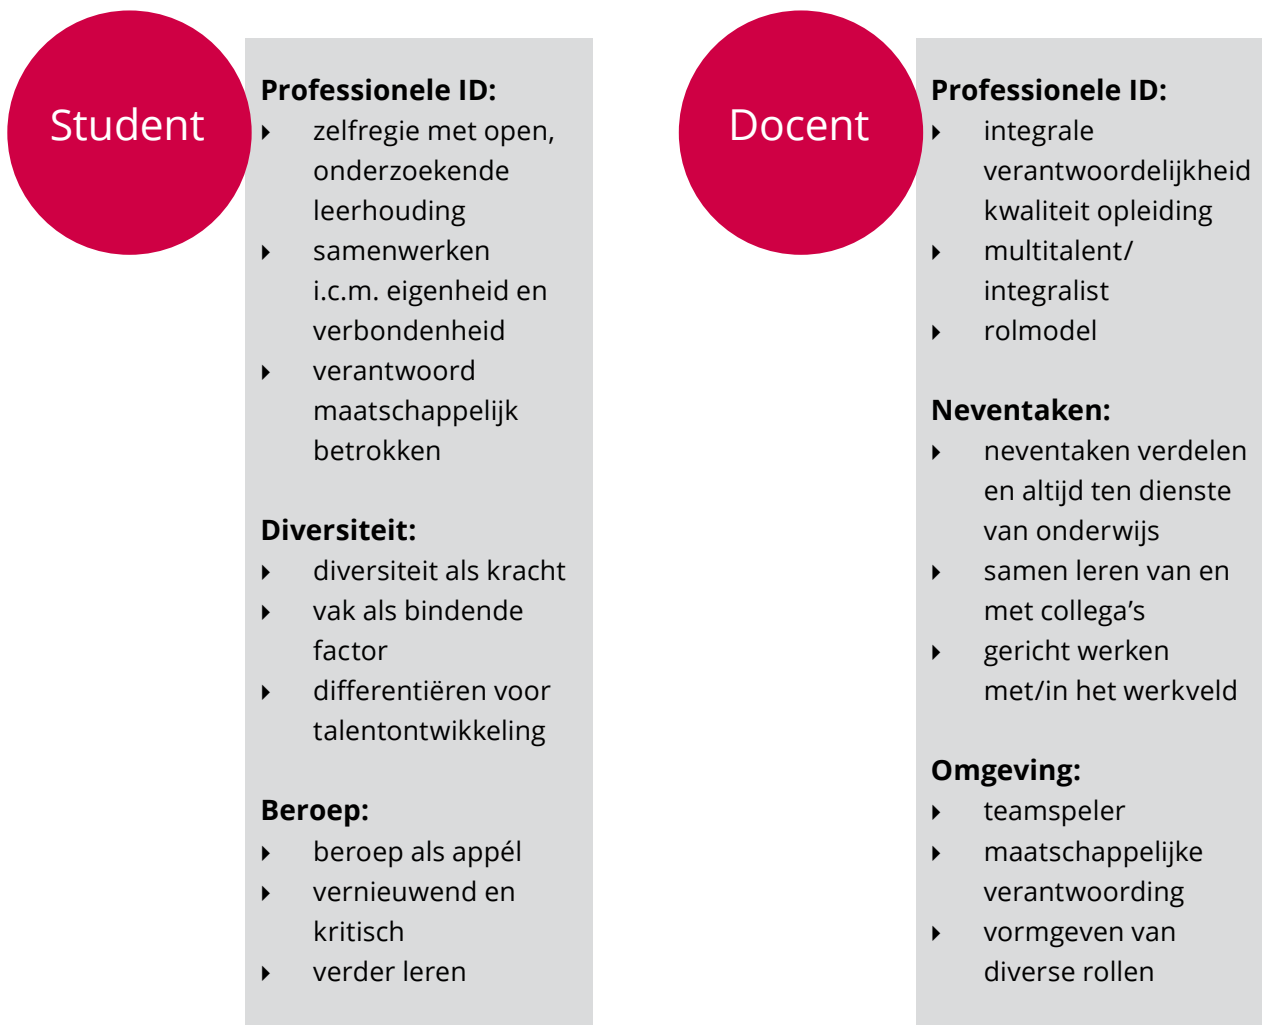 Student
Professionele ID:
zelfregie met open,
onderzoekende
leerhouding
samenwerken
i.c.m. eigenheid en
verbondenheid
verantwoord
maatschappelijk
betrokken
Diversiteit:
diversiteit als kracht
vak als bindende
factor
differentiëren voor
talentontwikkeling
Beroep:
beroep als appél
vernieuwend en
kritisch
verder leren
Docent
Professionele ID:
integrale
verantwoordelijkheid
kwaliteit opleiding
multitalent/
integralist
rolmodel
Neventaken:
neventaken verdelen
en altijd ten dienste
van onderwijs
samen leren van en
met collega’s
gericht werken
met/in het werkveld
Omgeving:
teamspeler
maatschappelijke
verantwoording
vormgeven van
diverse rollen